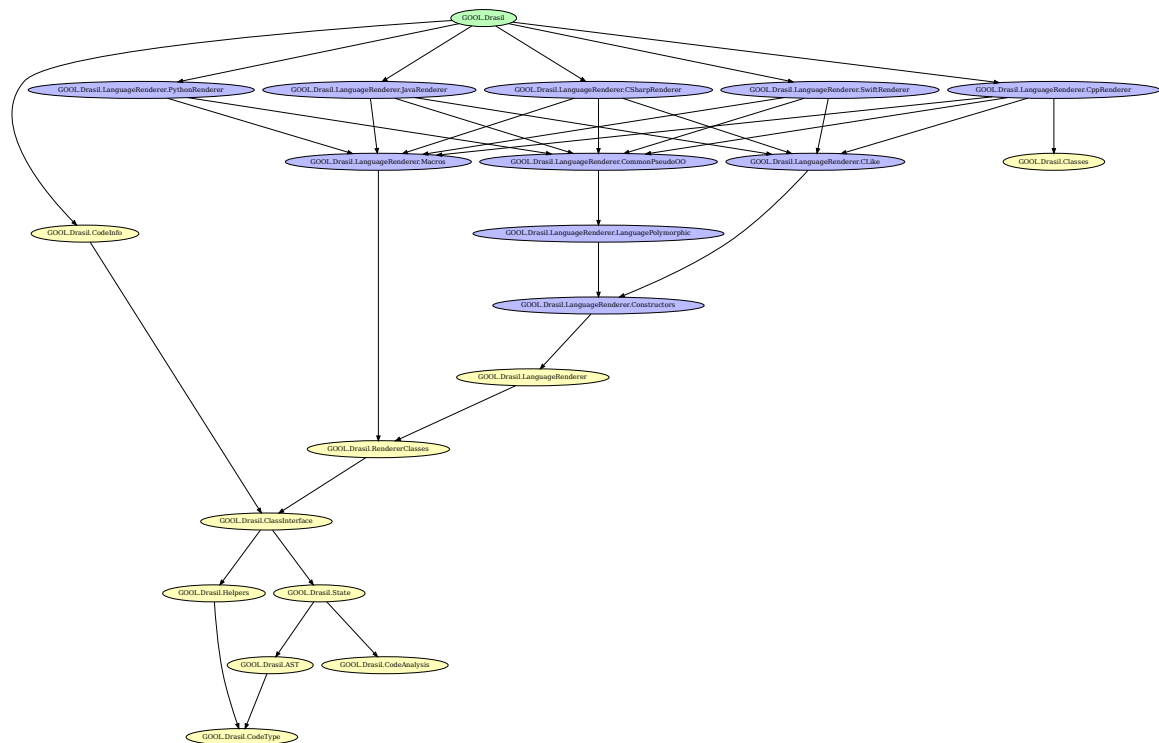 GOOL.Drasil
GOOL.Drasil.LanguageRenderer.PythonRenderer
GOOL.Drasil.LanguageRenderer.JavaRenderer
GOOL.Drasil.LanguageRenderer.CSharpRenderer
GOOL.Drasil.LanguageRenderer.SwiftRenderer
GOOL.Drasil.LanguageRenderer.CppRenderer
GOOL.Drasil.LanguageRenderer.Macros
GOOL.Drasil.LanguageRenderer.CommonPseudoOO
GOOL.Drasil.LanguageRenderer.CLike
GOOL.Drasil.Classes
GOOL.Drasil.CodeInfo
GOOL.Drasil.LanguageRenderer.LanguagePolymorphic
GOOL.Drasil.LanguageRenderer.Constructors
GOOL.Drasil.LanguageRenderer
GOOL.Drasil.RendererClasses
GOOL.Drasil.ClassInterface
GOOL.Drasil.Helpers
GOOL.Drasil.State
GOOL.Drasil.AST
GOOL.Drasil.CodeAnalysis
GOOL.Drasil.CodeType